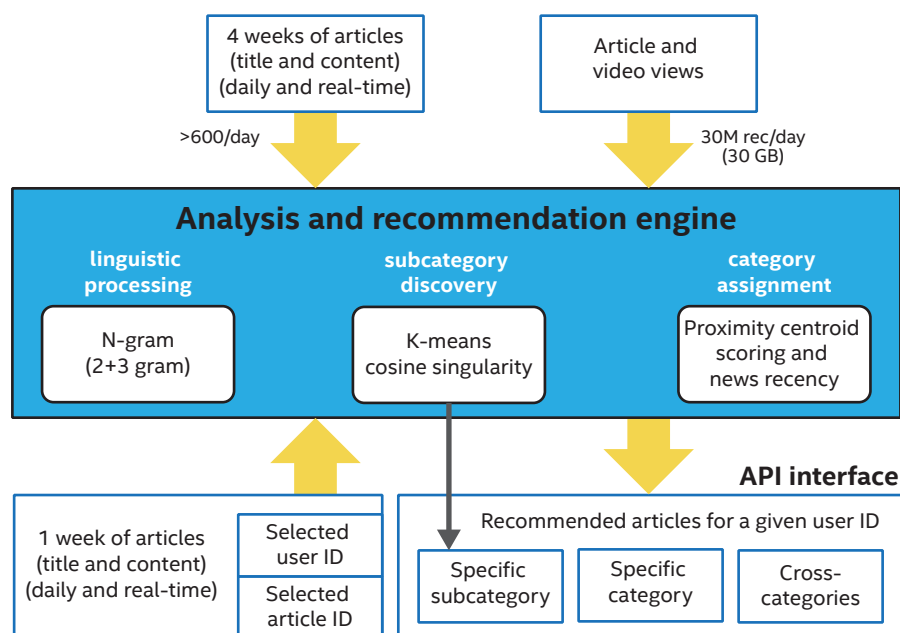 4 weeks of articles
(title and content)
(daily and real-time)
Article and
video views
>600/day
30M rec/day
(30 GB)
Analysis and recommendation engine
linguistic
processing
subcategory
discovery
category
assignment
N-gram
(2+3 gram)
K-means
cosine singularity
Proximity centroid
scoring and
news recency
API interface
1 week of articles
(title and content)
(daily and real-time)
Selected
user ID
Selected
article ID
Recommended articles for a given user ID
Specific
subcategory
Specific
category
Cross-
categories